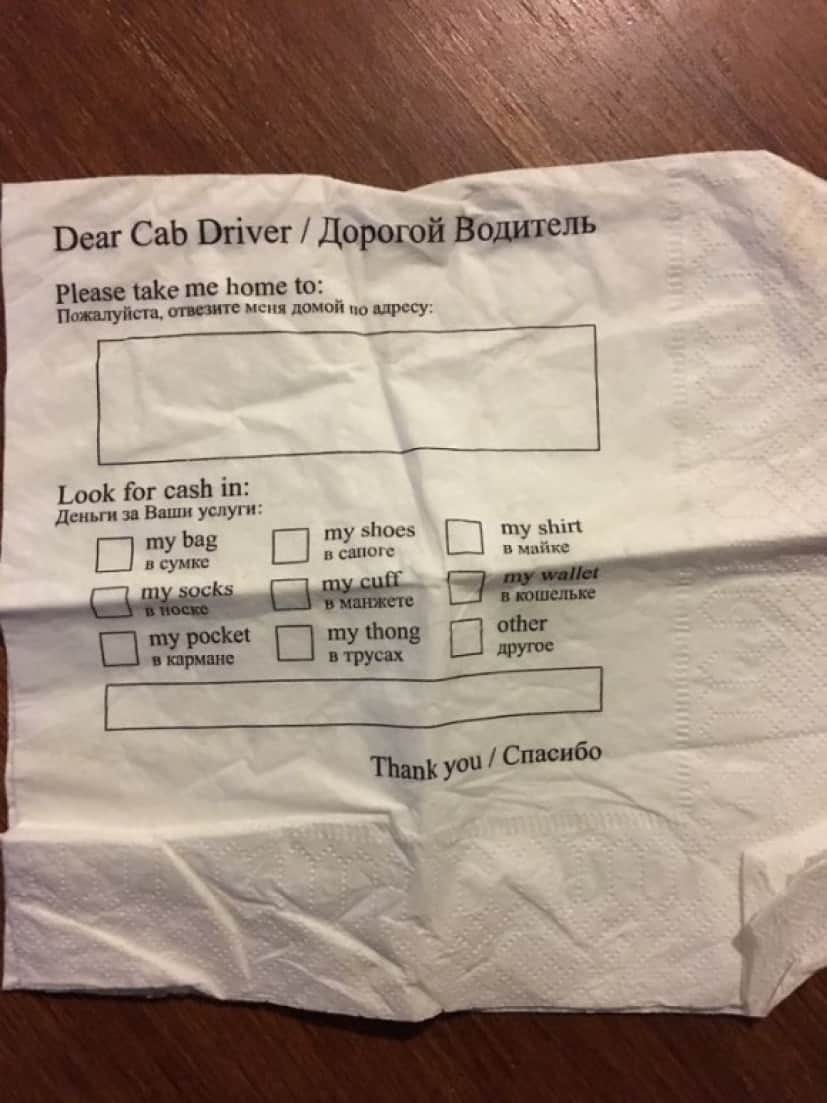 Dear Cab Driver / Дорогой Водитель
Please take me home to:
Пожалуйста, отвезите меня домой по адресу:
Look for cash in:
Деньги за Ваши услуги:
my bag
в сумке
my shoes
в сапоге
my shirt
в майке
my socks
в носке
my cuff
в манжете
my wallet
в кошельке
my pocket
в кармане
my thong
в трусах
other
другое
Thank you / Спасибо